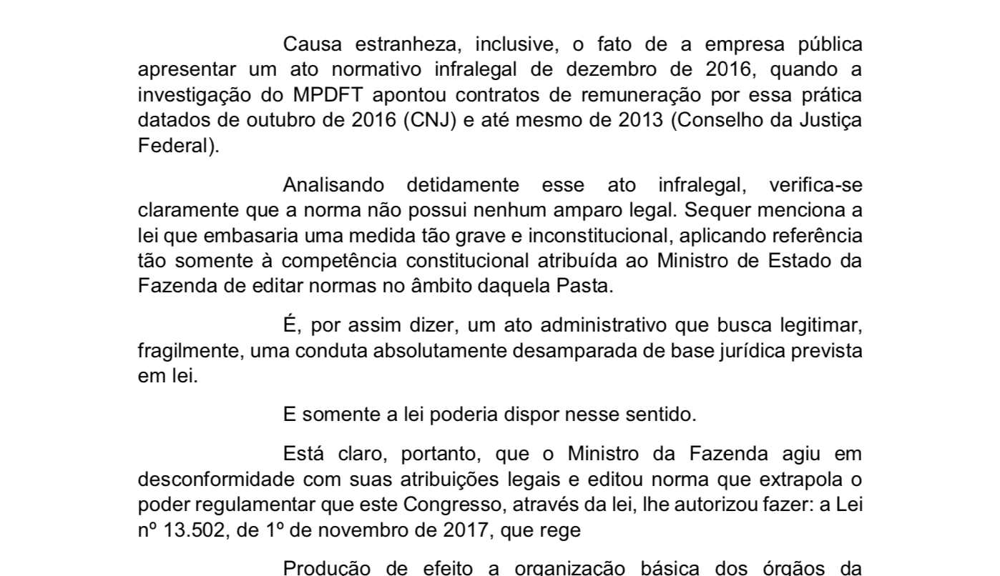 Causa estranheza, inclusive, o fato de a empresa pública
apresentar um ato normativo infralegal de dezembro de 2016, quando a
investigação do MPDFT apontou contratos de remuneração por essa prática
datados de outubro de 2016 (CNJ) e até mesmo de 2013 (Conselho da Justiça
Federal).
Analisando detidamente esse ato infralegal, verifica-se
claramente que a norma não possui nenhum amparo legal. Sequer menciona a
lei que embasaria uma medida tão grave e inconstitucional, aplicando referência
tão somente à competência constitucional atribuída ao Ministro de Estado da
Fazenda de editar normas no âmbito daquela Pasta.
É, por assim dizer, um ato administrativo que busca legitimar,
fragilmente, uma conduta absolutamente desamparada de base jurídica prevista
em lei.
E somente a lei poderia dispor nesse sentido.
Está claro, portanto, que o Ministro da Fazenda agiu em
desconformidade com suas atribuições legais e editou norma que extrapola o
poder regulamentar que este Congresso, através da lei, lhe autorizou fazer: a Lei
nº 13.502, de 1º de novembro de 2017, que rege
Produção de efeito a organização básica dos órgãos da